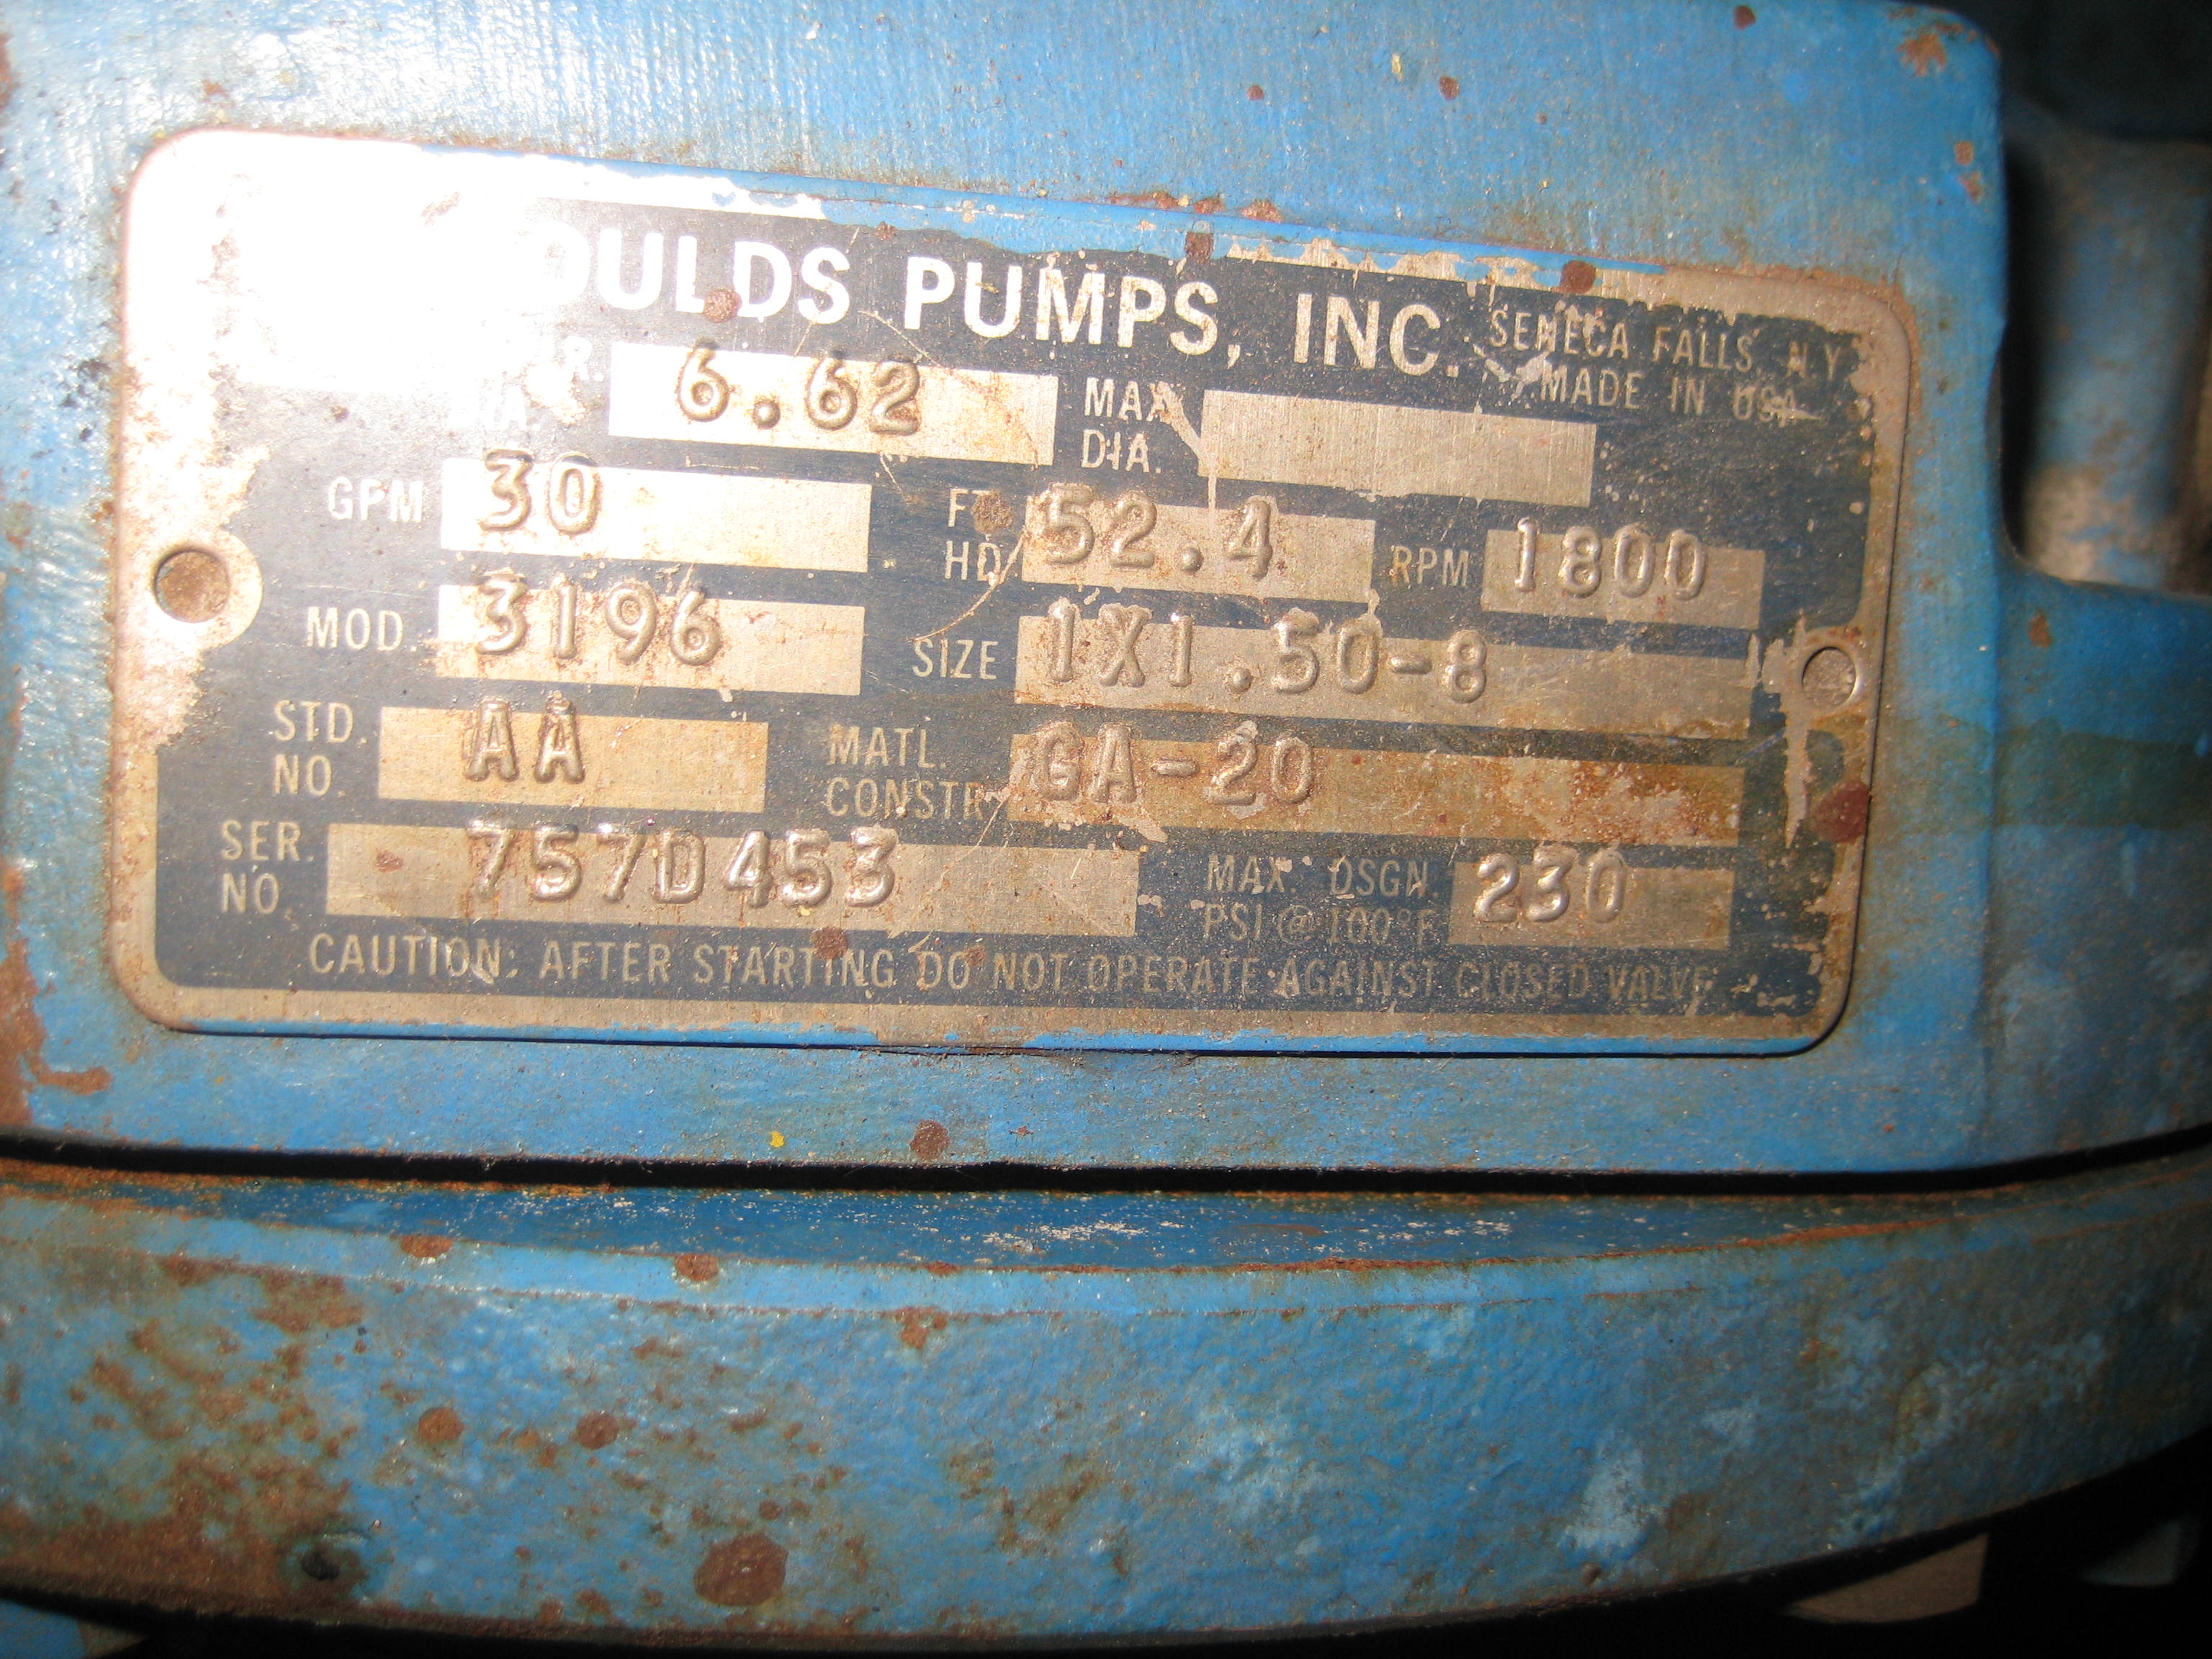 OULDS PUMPS, INC. SENECA FALLS, N.Y.
MADE IN USA
R. DIA. 6.62 MAX. DIA.
GPM 30 FT. HD. 52.4 RPM 1800
MOD. 3196 SIZE 1X1.50-8
STD. NO. AA MATL. CONSTR. GA-20
SER. NO. 757D453 MAX. DSGN. PSI @ 100°F 230
CAUTION: AFTER STARTING DO NOT OPERATE AGAINST CLOSED VALVE